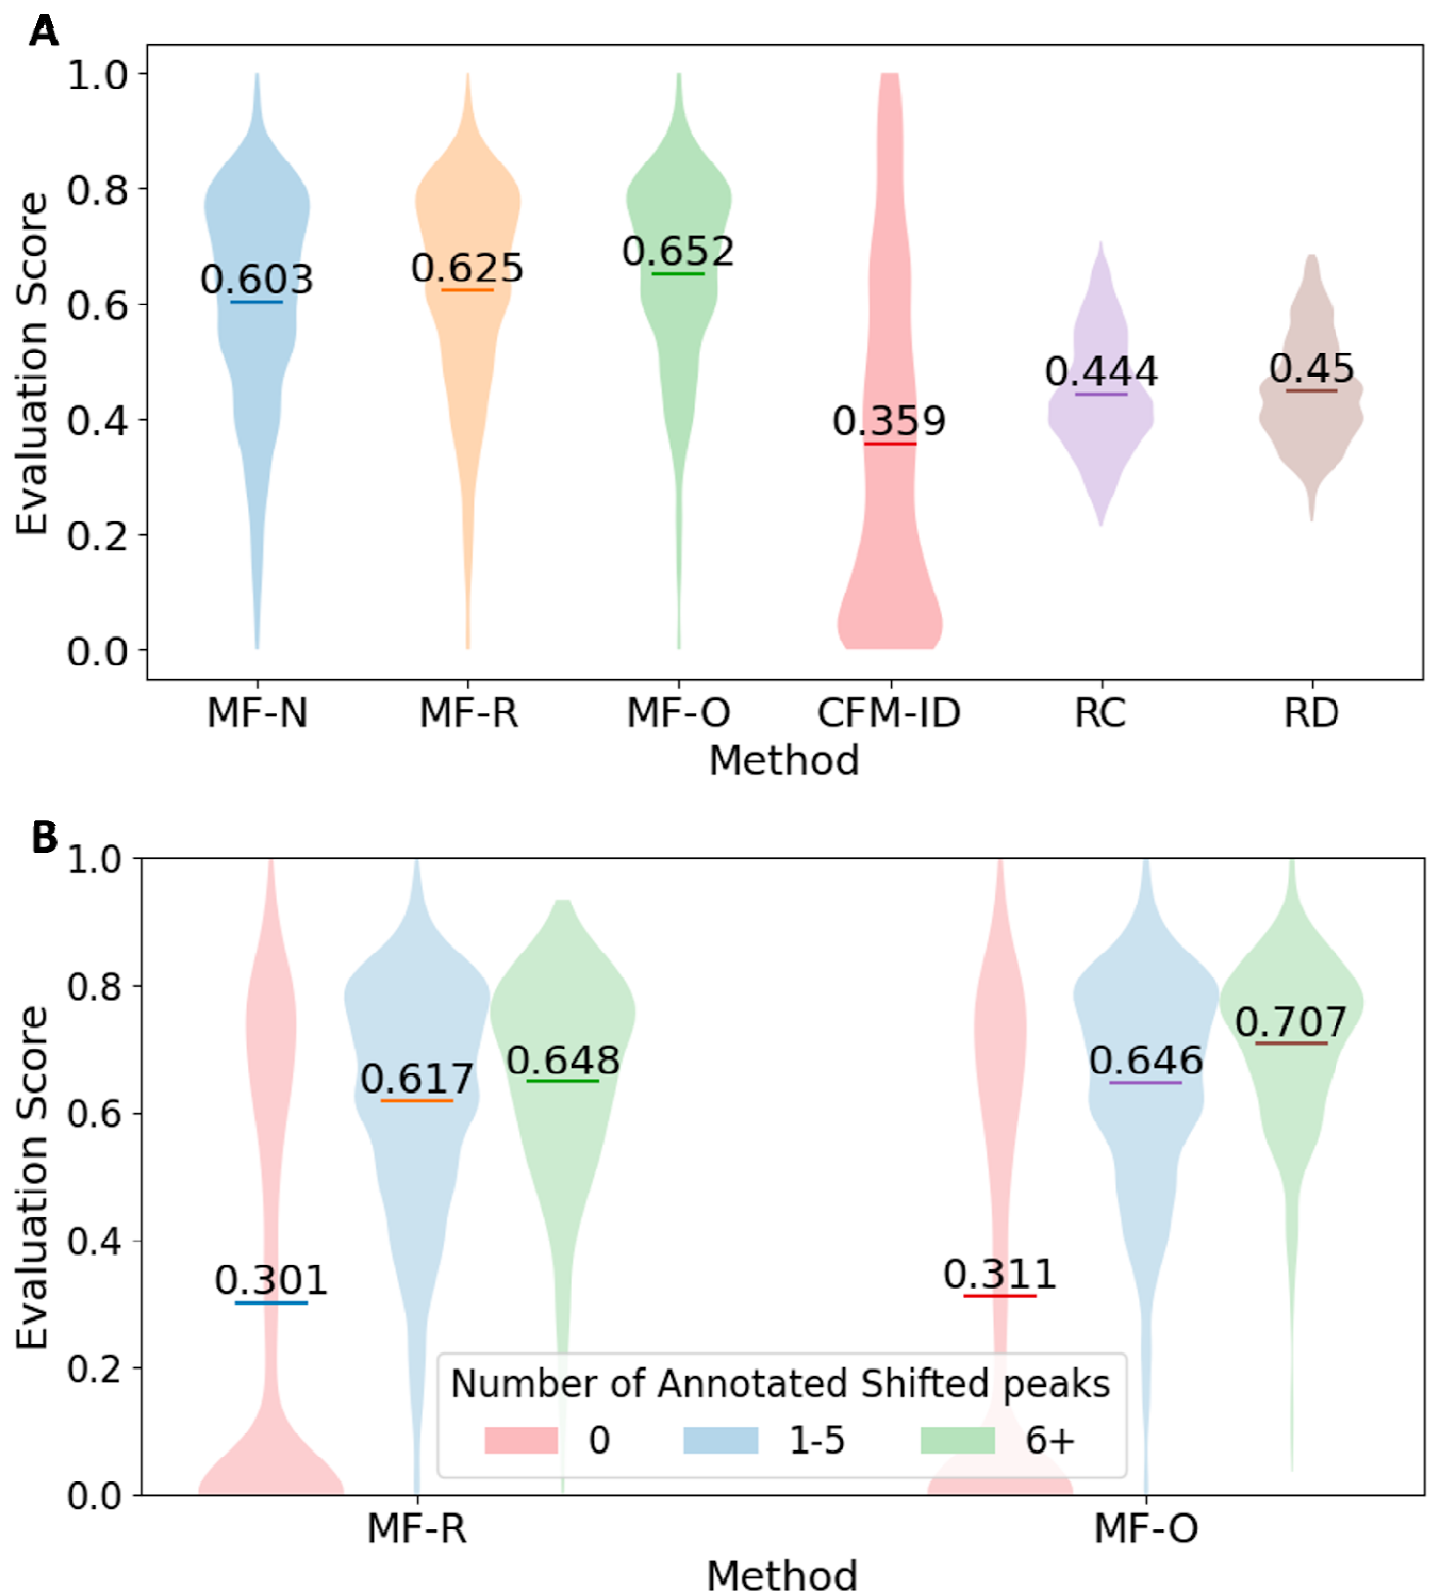 A
Evaluation Score
1.0
0.8
0.6
0.4
0.2
0.0
0.603
0.625
0.652
0.359
0.444
0.45
MF-N MF-R MF-O CFM-ID RC RD
Method
B
Evaluation Score
1.0
0.8
0.6
0.4
0.2
0.0
0.301
0.617
0.648
0.311
0.646
0.707
Number of Annotated Shifted peaks
0 1-5 6+
MF-R MF-O
Method